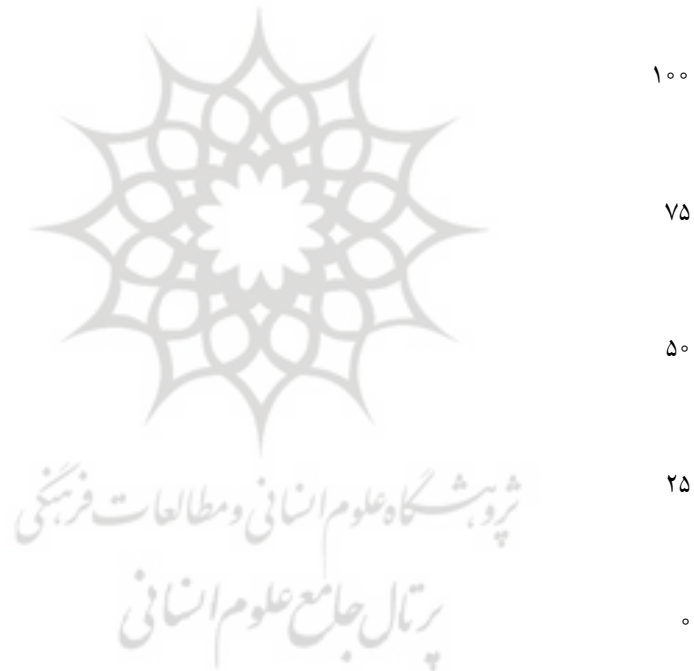 ۱۰۰
۷۵
۵۰
۲۵
۰
پژوهشگاه علوم انسانی و مطالعات فرهنگی
پرتال جامع علوم انسانی